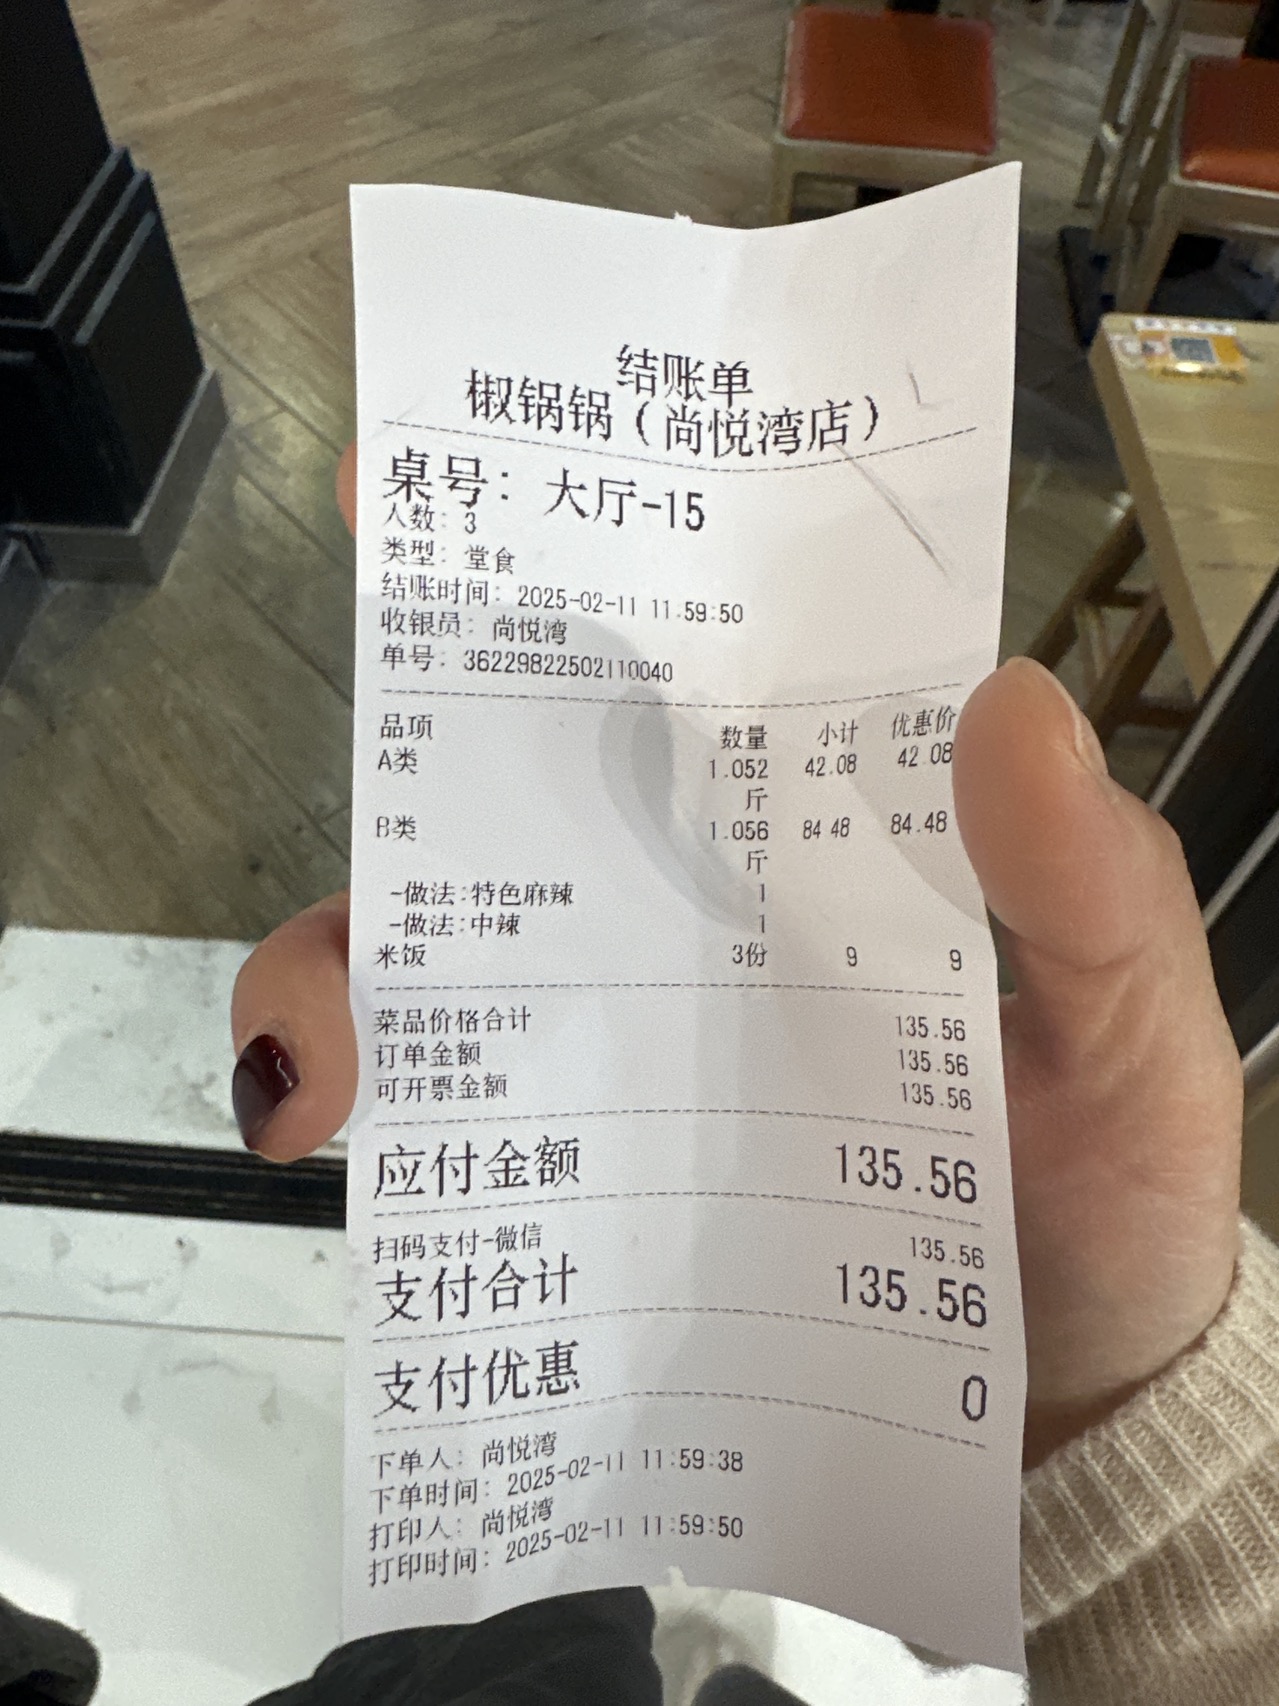 结账单
椒锅锅（尚悦湾店）
桌号：大厅-15
人数：3
类型：堂食
结账时间：2025-02-11 11:59:50
收银员：尚悦湾
单号：36229822502110040
品项 数量 小计 优惠价
A类 1.052 42.08 42.08
斤
B类 1.056 84.48 84.48
斤
-做法:特色麻辣 1
-做法:中辣 1
米饭 3份 9 9
菜品价格合计 135.56
订单金额 135.56
可开票金额 135.56
应付金额 135.56
扫码支付-微信 135.56
支付合计 135.56
支付优惠 0
下单人：尚悦湾
下单时间：2025-02-11 11:59:38
打印人：尚悦湾
打印时间：2025-02-11 11:59:50